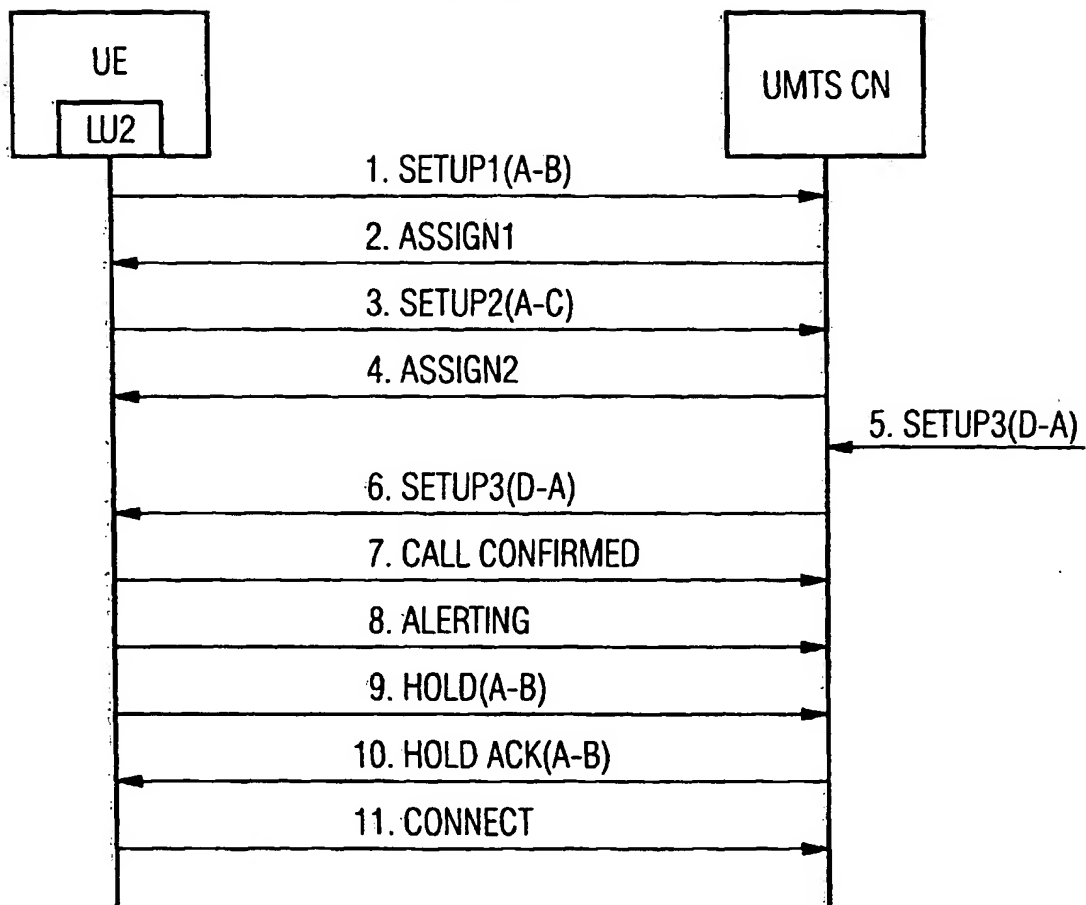 UE
LU2
UMTS CN
1. SETUP1(A-B)
2. ASSIGN1
3. SETUP2(A-C)
4. ASSIGN2
5. SETUP3(D-A)
6. SETUP3(D-A)
7. CALL CONFIRMED
8. ALERTING
9. HOLD(A-B)
10. HOLD ACK(A-B)
11. CONNECT